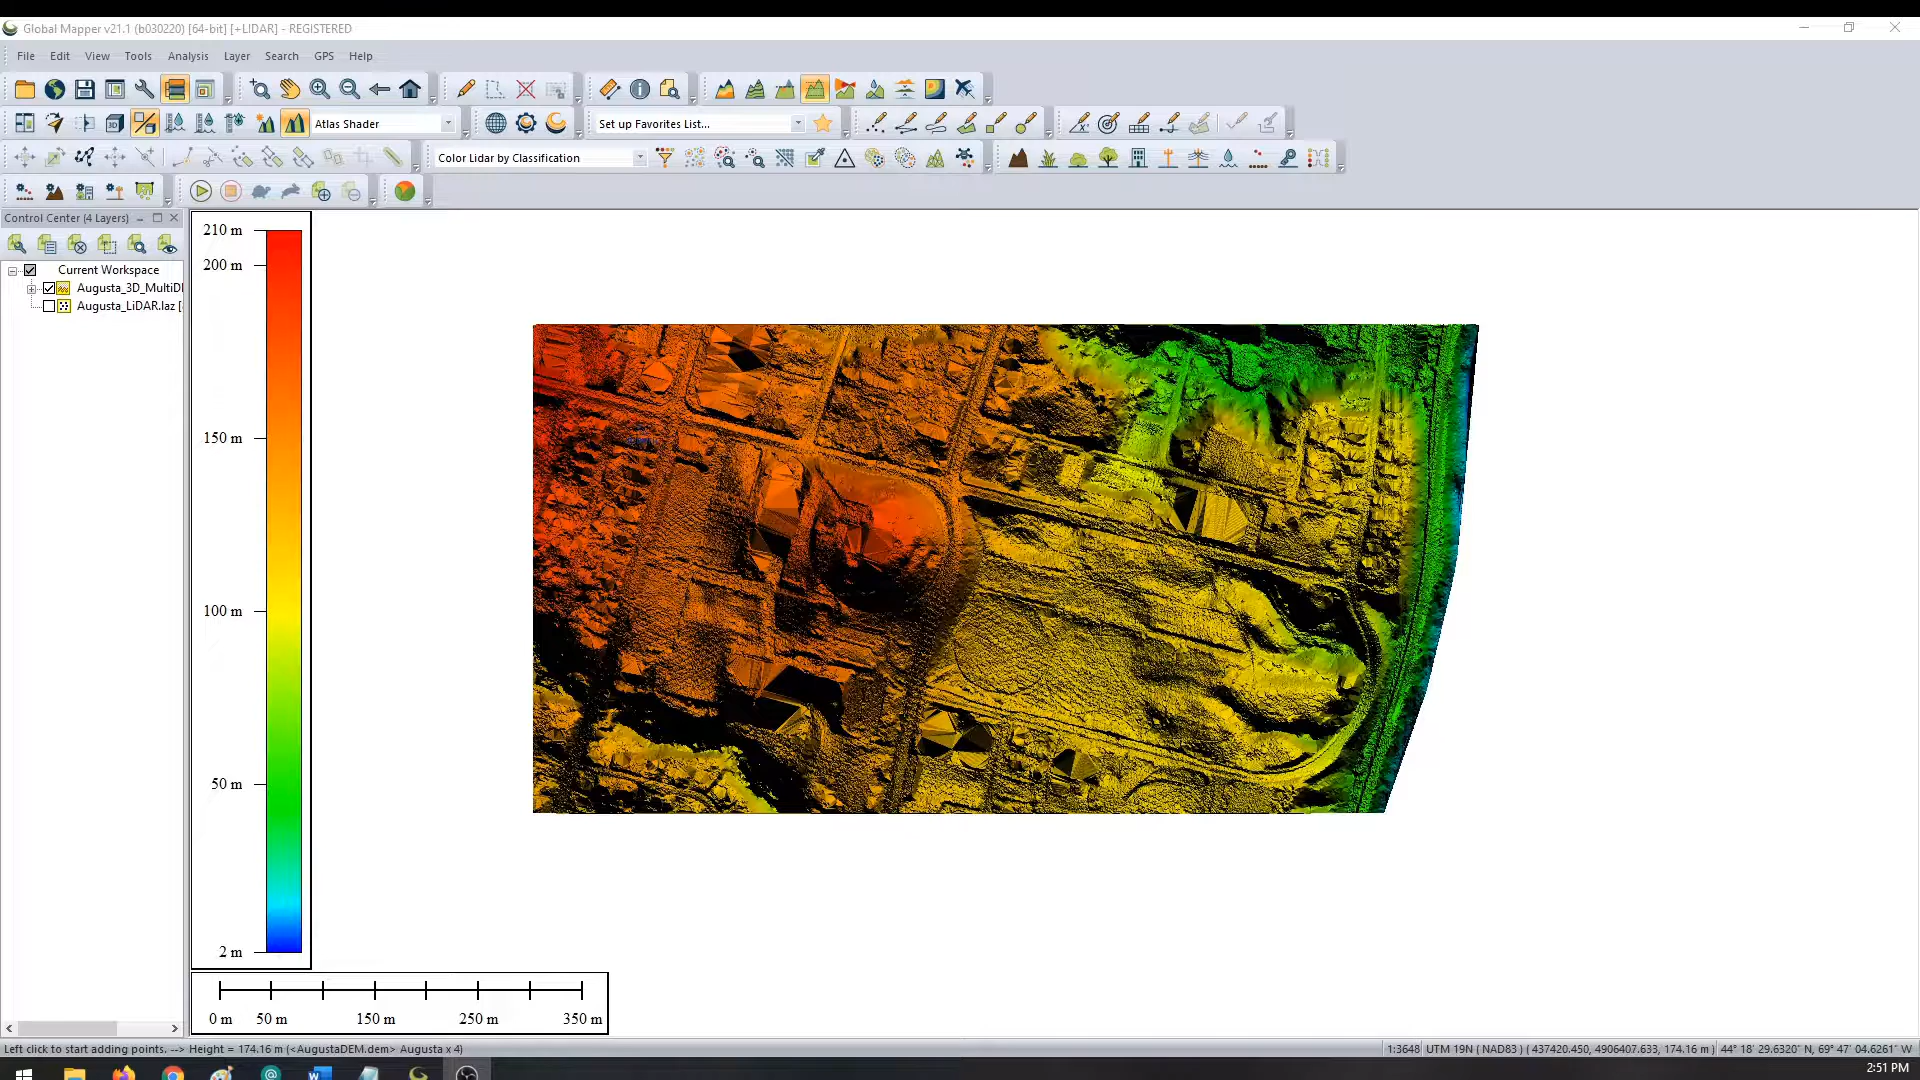 Global Mapper v21.1 (b030220) [64-bit] [+LIDAR] - REGISTERED
File Edit View Tools Analysis Layer Search GPS Help
Atlas Shader
Set up Favorites List...
Color Lidar by Classification
Control Center (4 Layers)
Current Workspace
Augusta_3D_MultiDI
Augusta_LiDAR.laz [
210 m
200 m
150 m
100 m
50 m
2 m
0 m 50 m 150 m 250 m 350 m
Left click to start adding points. --> Height = 174.16 m (<AugustaDEM.dem> Augusta x 4)
1:3648 UTM 19N ( NAD83 ) ( 437420.450, 4906407.633, 174.16 m ) 44° 18' 29.6320" N, 69° 47' 04.6261" W
2:51 PM